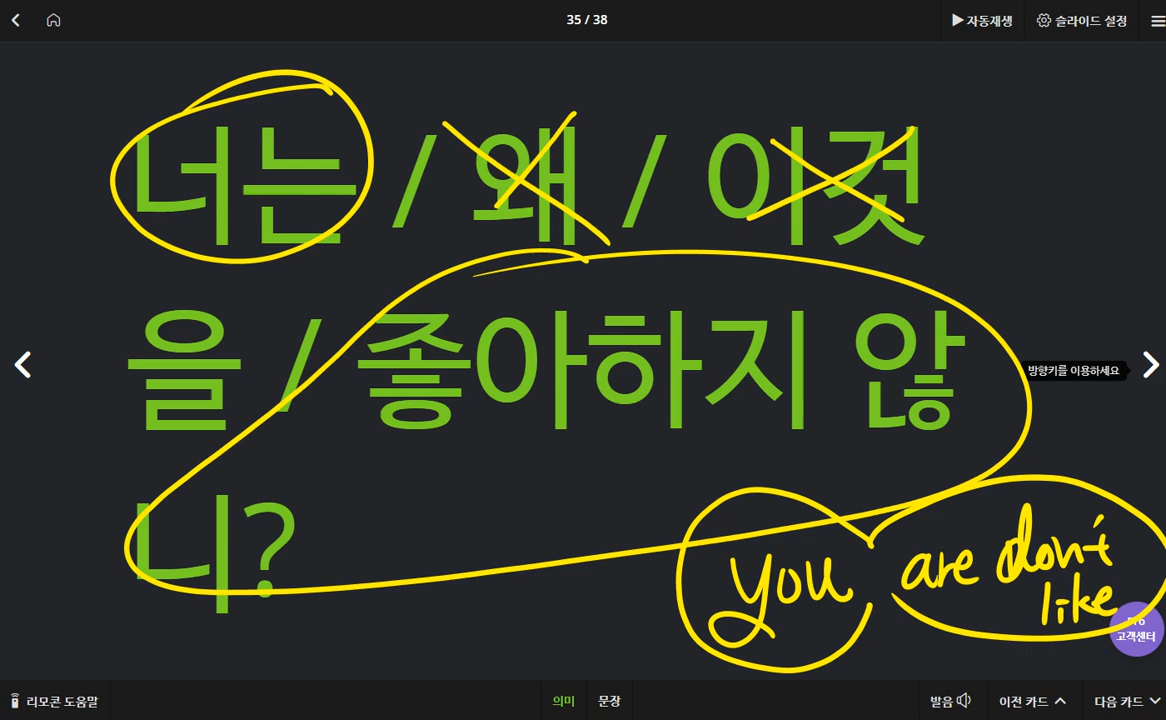 35 / 38
자동재생
슬라이드 설정
너는 / 왜 / 이것
을 / 좋아하지 않
니?
방향키를 이용하세요
you
are don't
like
고객센터
리모콘 도움말
의미
문장
발음
이전 카드
다음 카드